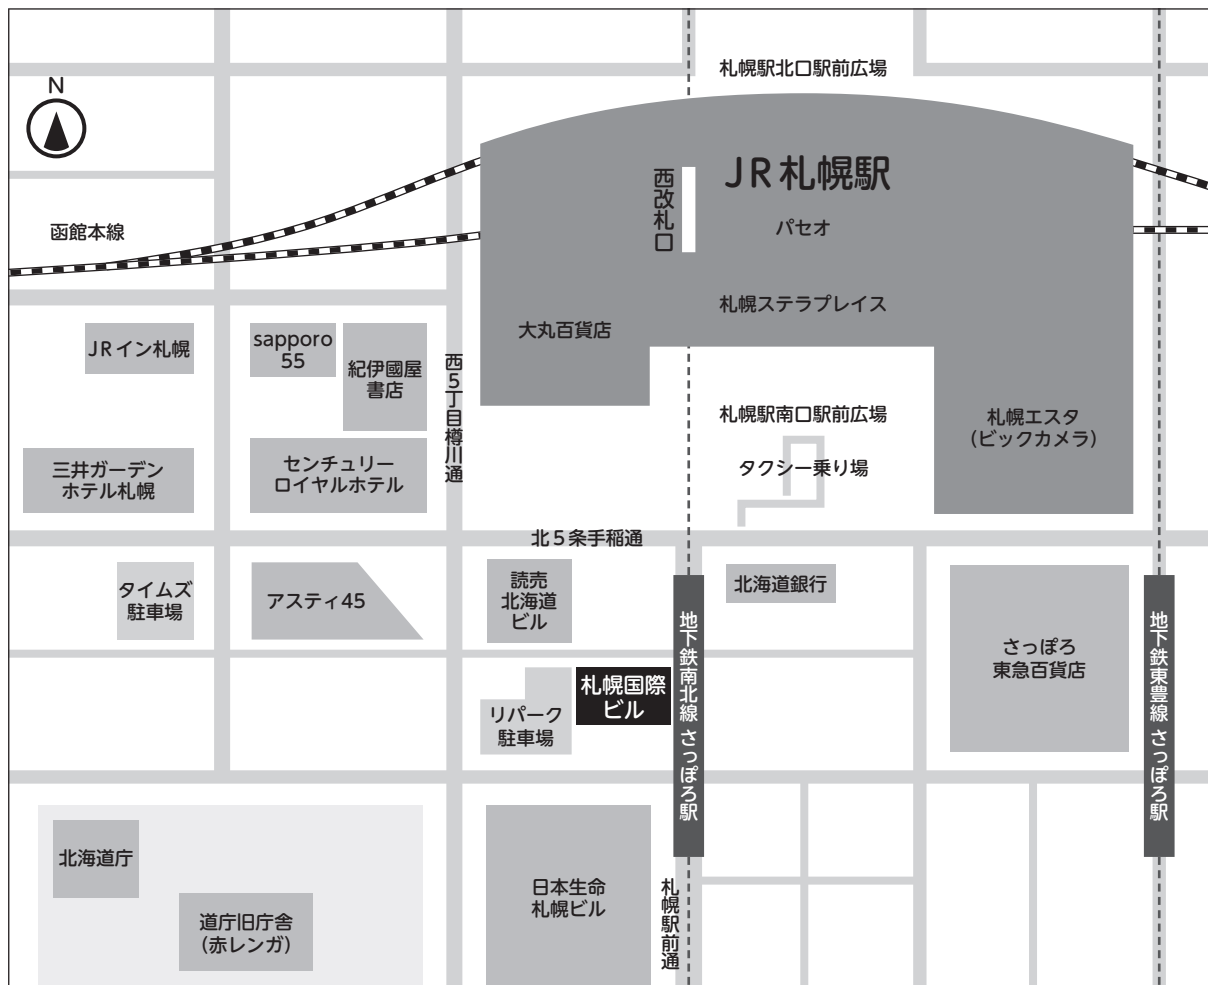 札幌駅北口駅前広場
N
JR札幌駅
西改札口
函館本線
パセオ
札幌ステラプレイス
大丸百貨店
JRイン札幌
sapporo
55
紀伊國屋
書店
西5丁目樽川通
札幌駅南口駅前広場
札幌エスタ
(ビックカメラ)
タクシー乗り場
三井ガーデン
ホテル札幌
センチュリー
ロイヤルホテル
北5条手稲通
タイムズ
駐車場
アスティ45
読売
北海道
ビル
北海道銀行
地下鉄南北線 さっぽろ駅
さっぽろ
東急百貨店
地下鉄東豊線 さっぽろ駅
札幌国際
ビル
リパーク
駐車場
北海道庁
道庁旧庁舎
(赤レンガ)
日本生命
札幌ビル
札幌駅前通